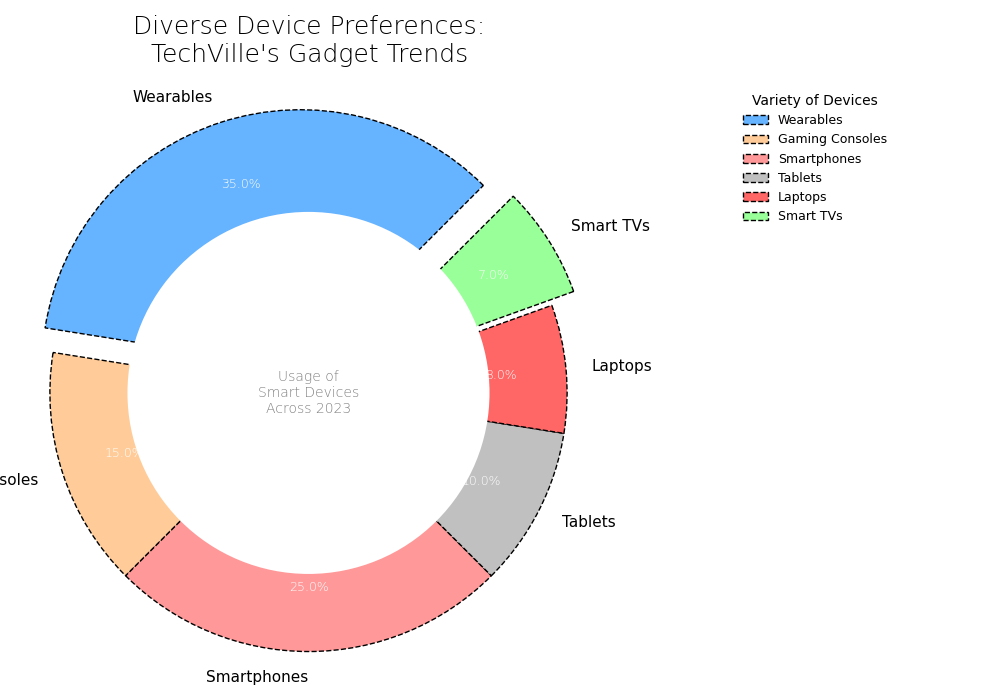 Diverse Device Preferences:
TechVille's Gadget Trends
Wearables
35.0%
Smart TVs
7.0%
Laptops
8.0%
Usage of
Smart Devices
Across 2023
15.0%
soles
10.0%
Tablets
25.0%
Smartphones
Variety of Devices
Wearables
Gaming Consoles
Smartphones
Tablets
Laptops
Smart TVs